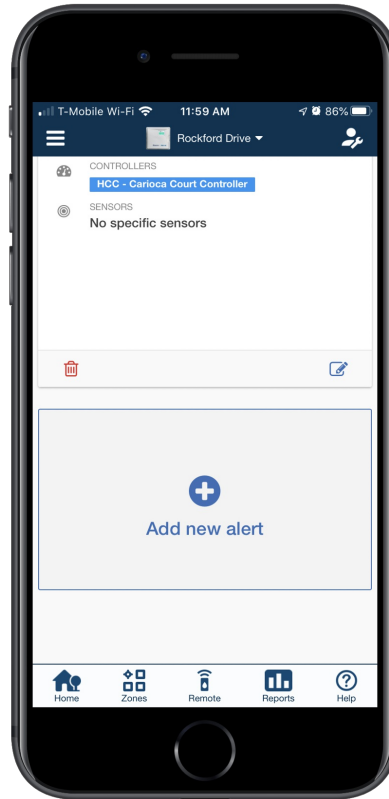 T-Mobile Wi-Fi 11:59 AM 86%
Rockford Drive
CONTROLLERS
HCC - Carioca Court Controller
SENSORS
No specific sensors
Add new alert
Home Zones Remote Reports Help